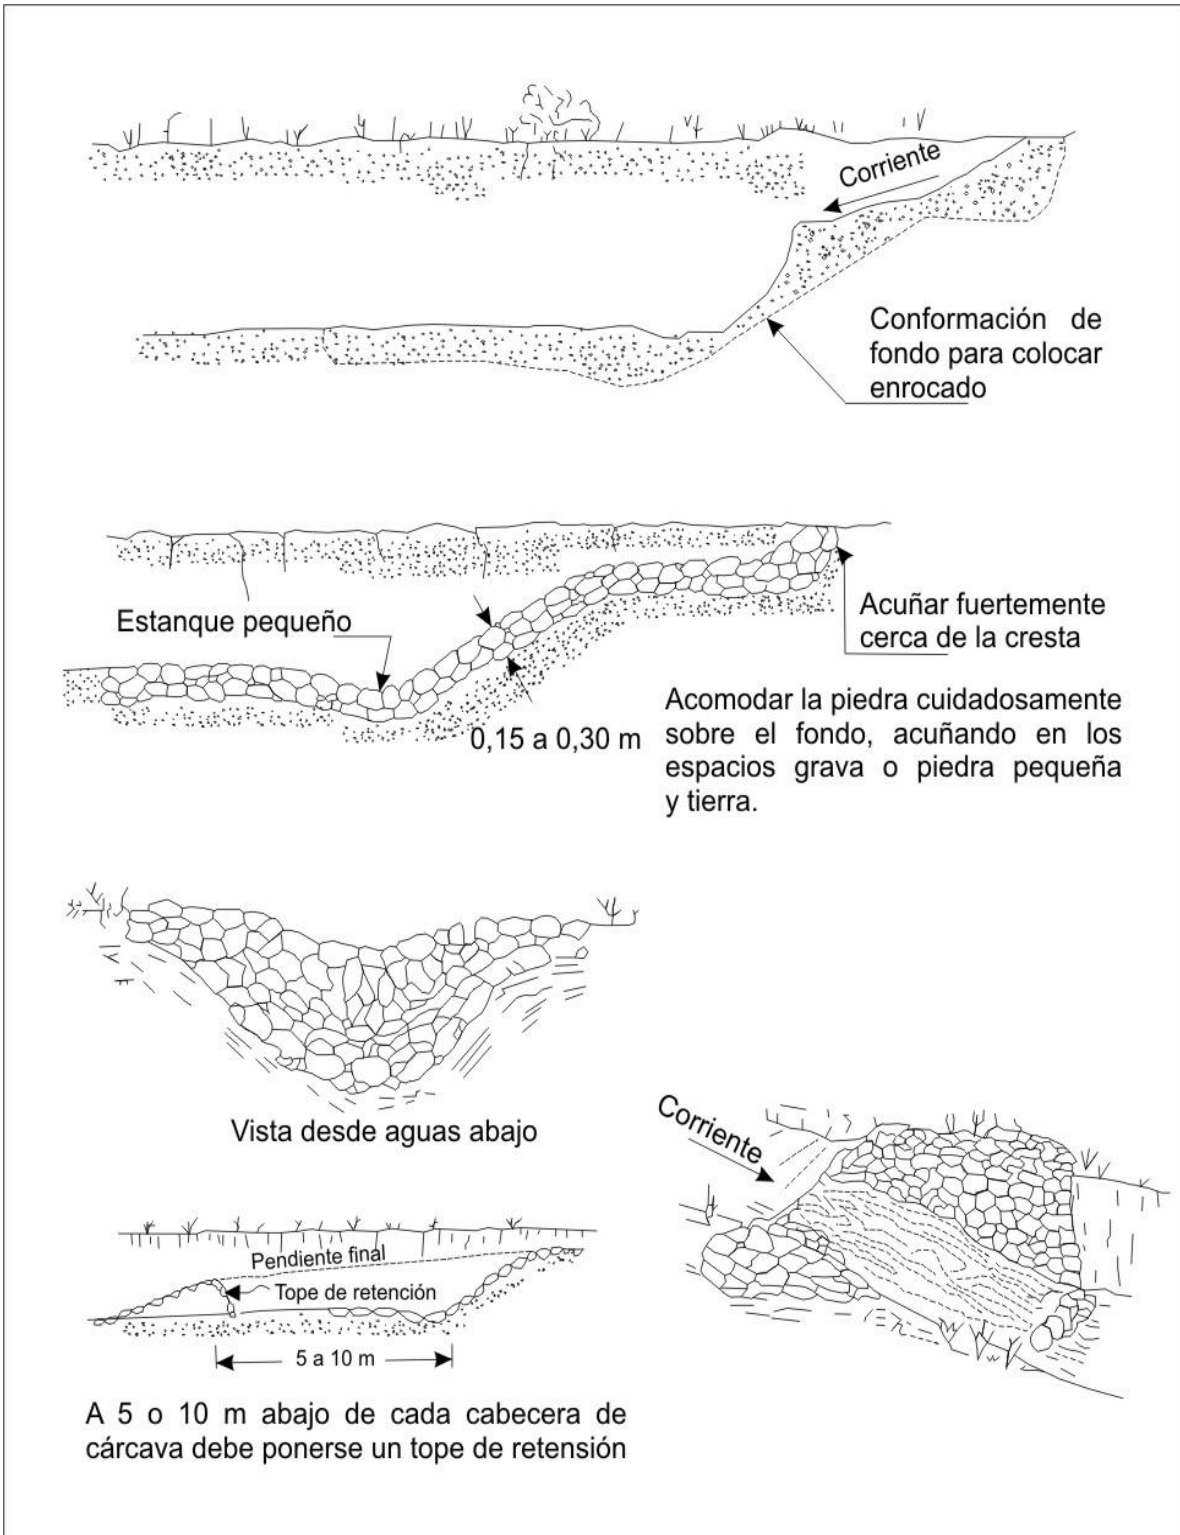 Corriente
Conformación de
fondo para colocar
enrocado
Estanque pequeño
Acuñar fuertemente
cerca de la cresta
0,15 a 0,30 m
Acomodar la piedra cuidadosamente
sobre el fondo, acuñando en los
espacios grava o piedra pequeña
y tierra.
Vista desde aguas abajo
Corriente
Pendiente final
Tope de retención
5 a 10 m
A 5 o 10 m abajo de cada cabecera de
cárcava debe ponerse un tope de retensión